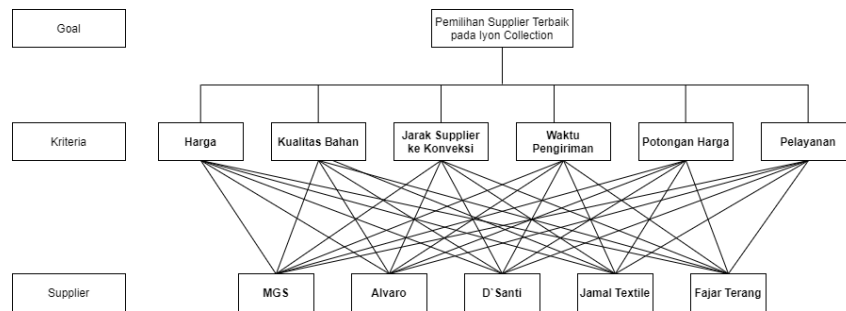 Goal
Pemilihan Supplier Terbaik
pada Iyon Collection
Kriteria
Harga
Kualitas Bahan
Jarak Supplier
ke Konveksi
Waktu
Pengiriman
Potongan Harga
Pelayanan
Supplier
MGS
Alvaro
D`Santi
Jamal Textile
Fajar Terang